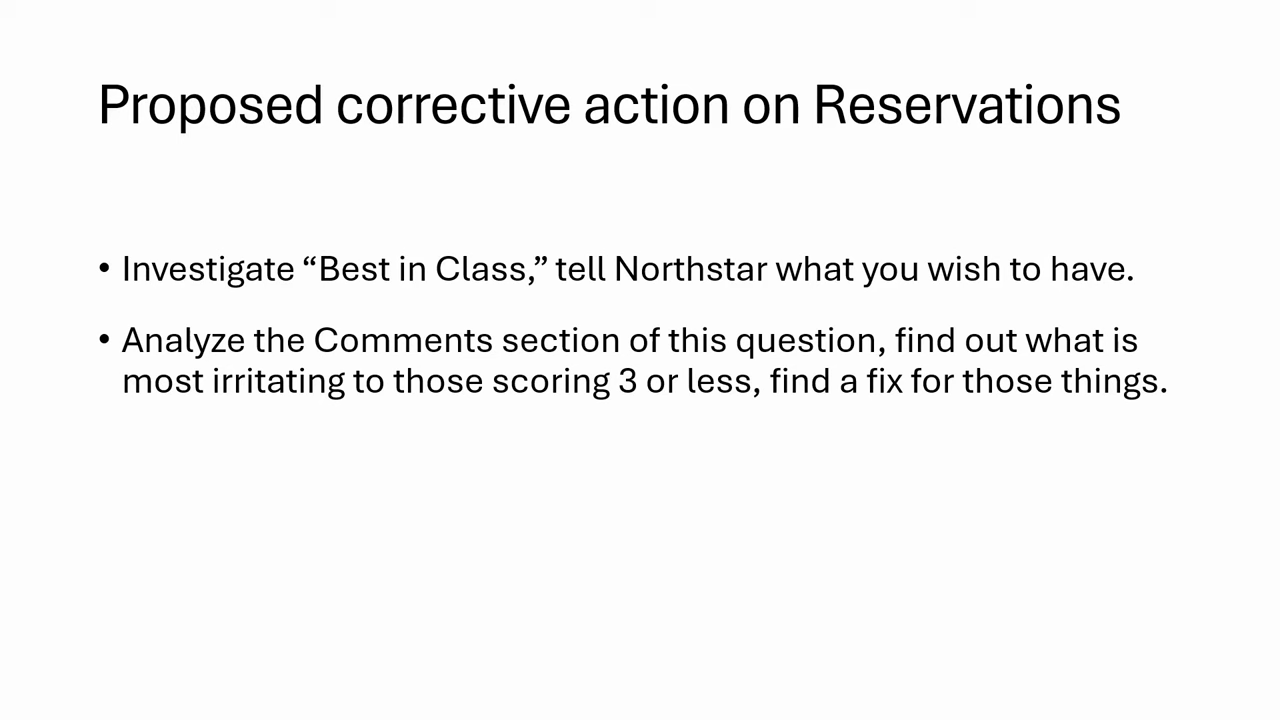 Proposed corrective action on Reservations
• Investigate “Best in Class,” tell Northstar what you wish to have.
• Analyze the Comments section of this question, find out what is
most irritating to those scoring 3 or less, find a fix for those things.